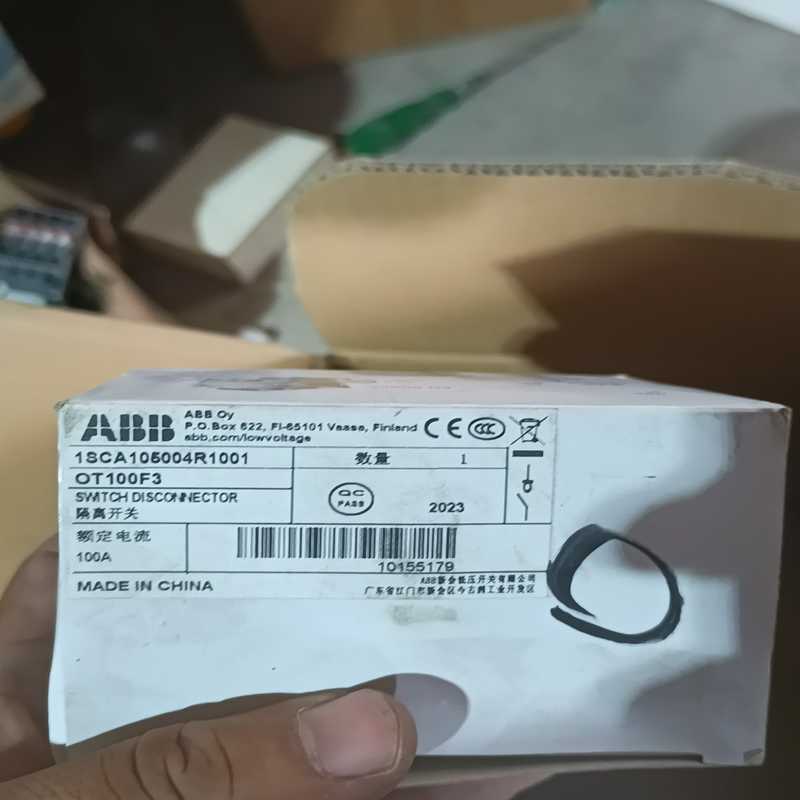 ABB
ABB Oy
P.O.Box 622, FI-65101 Vaasa, Finland
abb.com/lowvoltage
CE CCC
1SCA105004R1001
数量 1
OT100F3
SWITCH DISCONNECTOR
隔离开关
QC
PASS
2023
额定电流
100A
10155179
MADE IN CHINA
ABB新会低压开关有限公司
广东省江门市新会区今古洲工业开发区